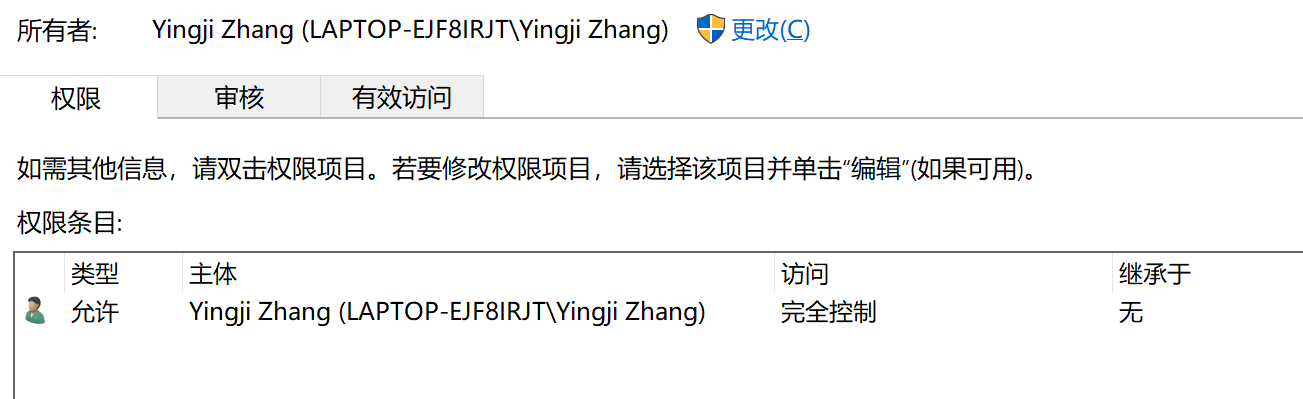 所有者: Yingji Zhang (LAPTOP-EJF8IRJT\Yingji Zhang) 更改(C)
权限 审核 有效访问
如需其他信息，请双击权限项目。若要修改权限项目，请选择该项目并单击“编辑”(如果可用)。
权限条目:
类型 主体 访问 继承于
允许 Yingji Zhang (LAPTOP-EJF8IRJT\Yingji Zhang) 完全控制 无